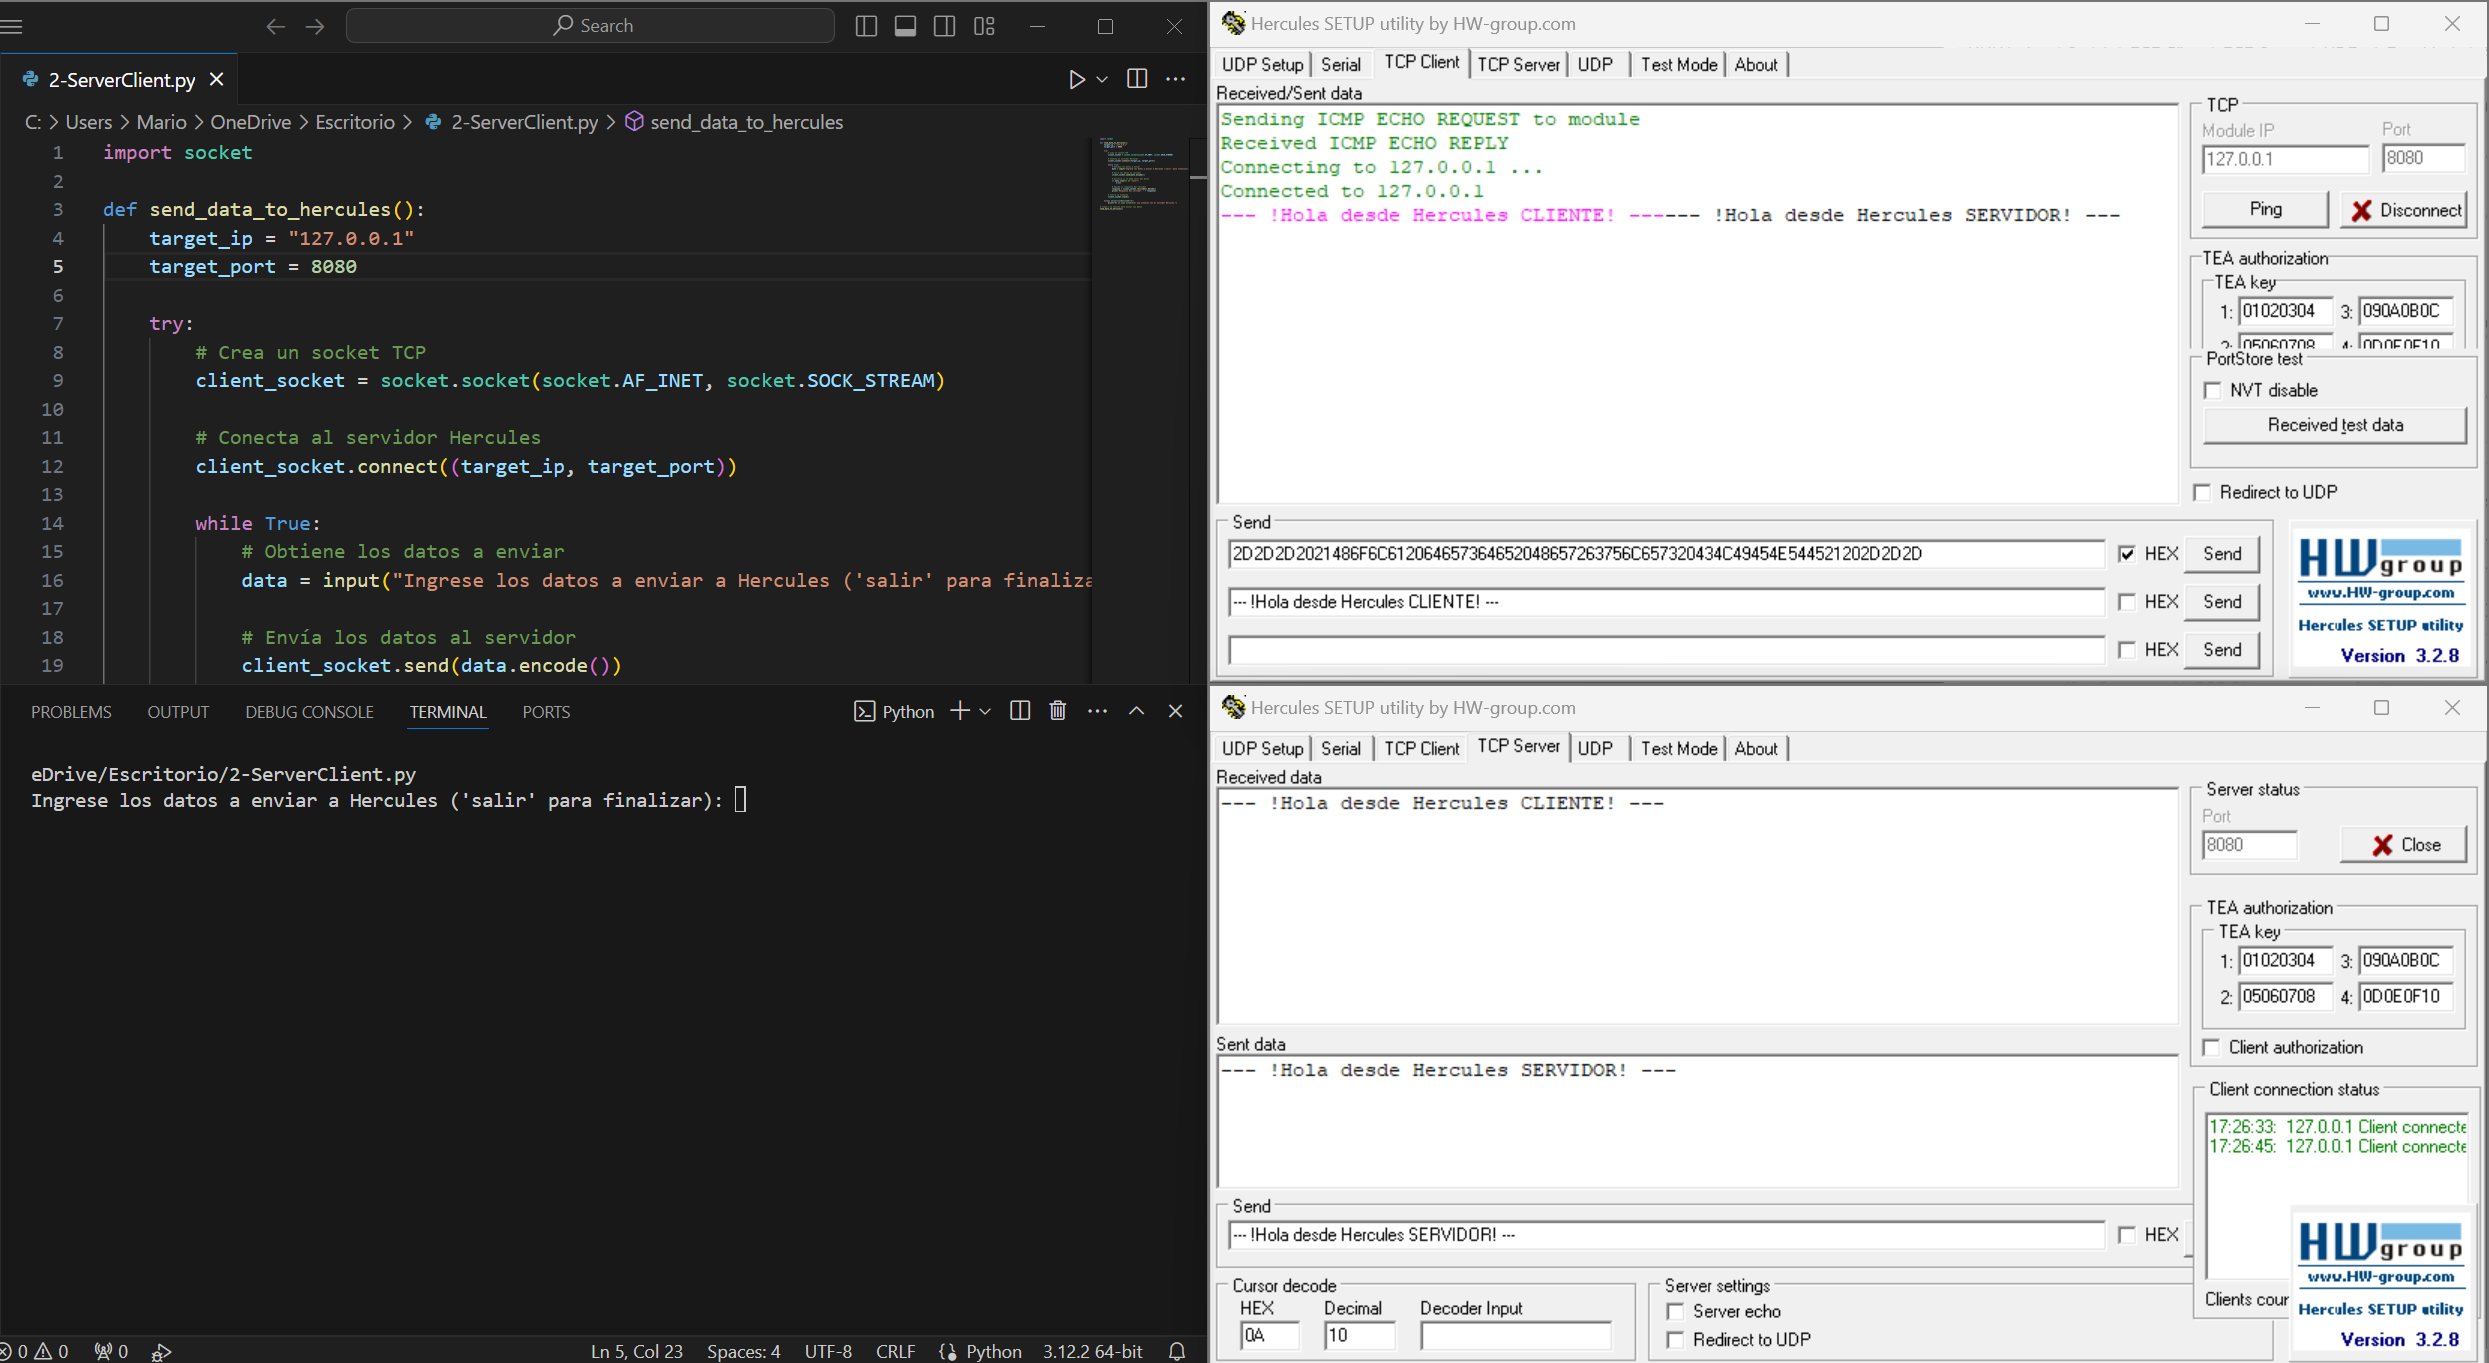 Search
2-ServerClient.py
C: > Users > Mario > OneDrive > Escritorio > 2-ServerClient.py > send_data_to_hercules
1 import socket
2
3 def send_data_to_hercules():
4 target_ip = "127.0.0.1"
5 target_port = 8080
6
7 try:
8 # Crea un socket TCP
9 client_socket = socket.socket(socket.AF_INET, socket.SOCK_STREAM)
10
11 # Conecta al servidor Hercules
12 client_socket.connect((target_ip, target_port))
13
14 while True:
15 # Obtiene los datos a enviar
16 data = input("Ingrese los datos a enviar a Hercules ('salir' para finaliza
17
18 # Envía los datos al servidor
19 client_socket.send(data.encode())
PROBLEMS OUTPUT DEBUG CONSOLE TERMINAL PORTS
Python
eDrive/Escritorio/2-ServerClient.py
Ingrese los datos a enviar a Hercules ('salir' para finalizar):
0 0 0
Ln 5, Col 23 Spaces: 4 UTF-8 CRLF Python 3.12.2 64-bit
Hercules SETUP utility by HW-group.com
UDP Setup Serial TCP Client TCP Server UDP Test Mode About
Received/Sent data
Sending ICMP ECHO REQUEST to module
Received ICMP ECHO REPLY
Connecting to 127.0.0.1 ...
Connected to 127.0.0.1
--- !Hola desde Hercules CLIENTE! ------ !Hola desde Hercules SERVIDOR! ---
TCP
Module IP Port
127.0.0.1 8080
Ping Disconnect
TEA authorization
TEA key
1: 01020304 3: 090A0B0C
2: 05060708 4: 0D0E0F10
PortStore test
NVT disable
Received test data
Redirect to UDP
Send
2D2D2D2021486F6C61206465736465204865726375 6C657320434C49454E544521202D2D2D HEX Send
--- !Hola desde Hercules CLIENTE! --- HEX Send
HEX Send
HWgroup
www.HW-group.com
Hercules SETUP utility
Version 3.2.8
Hercules SETUP utility by HW-group.com
UDP Setup Serial TCP Client TCP Server UDP Test Mode About
Received data
--- !Hola desde Hercules CLIENTE! ---
Sent data
--- !Hola desde Hercules SERVIDOR! ---
Server status
Port
8080 Close
TEA authorization
TEA key
1: 01020304 3: 090A0B0C
2: 05060708 4: 0D0E0F10
Client authorization
Client connection status
17:26:33: 127.0.0.1 Client connecte
17:26:45: 127.0.0.1 Client connecte
Clients cour
Send
--- !Hola desde Hercules SERVIDOR! --- HEX
Cursor decode
HEX Decimal Decoder Input
0A 10
Server settings
Server echo
Redirect to UDP
HWgroup
www.HW-group.com
Hercules SETUP utility
Version 3.2.8